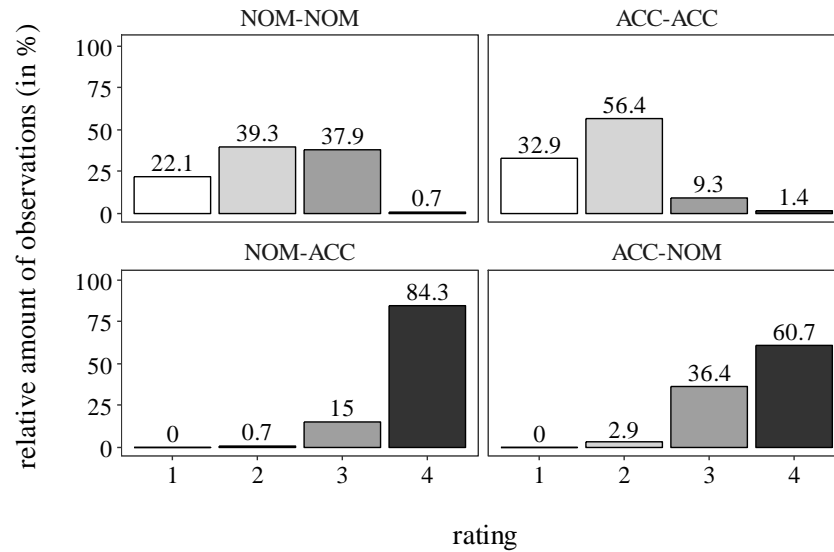 NOM-NOM ACC-ACC
100
75
50
25
0
22.1 39.3 37.9 0.7
32.9 56.4 9.3 1.4
NOM-ACC ACC-NOM
100
75
50
25
0
0 0.7 15 84.3
0 2.9 36.4 60.7
1 2 3 4 1 2 3 4
rating
relative amount of observations (in %)